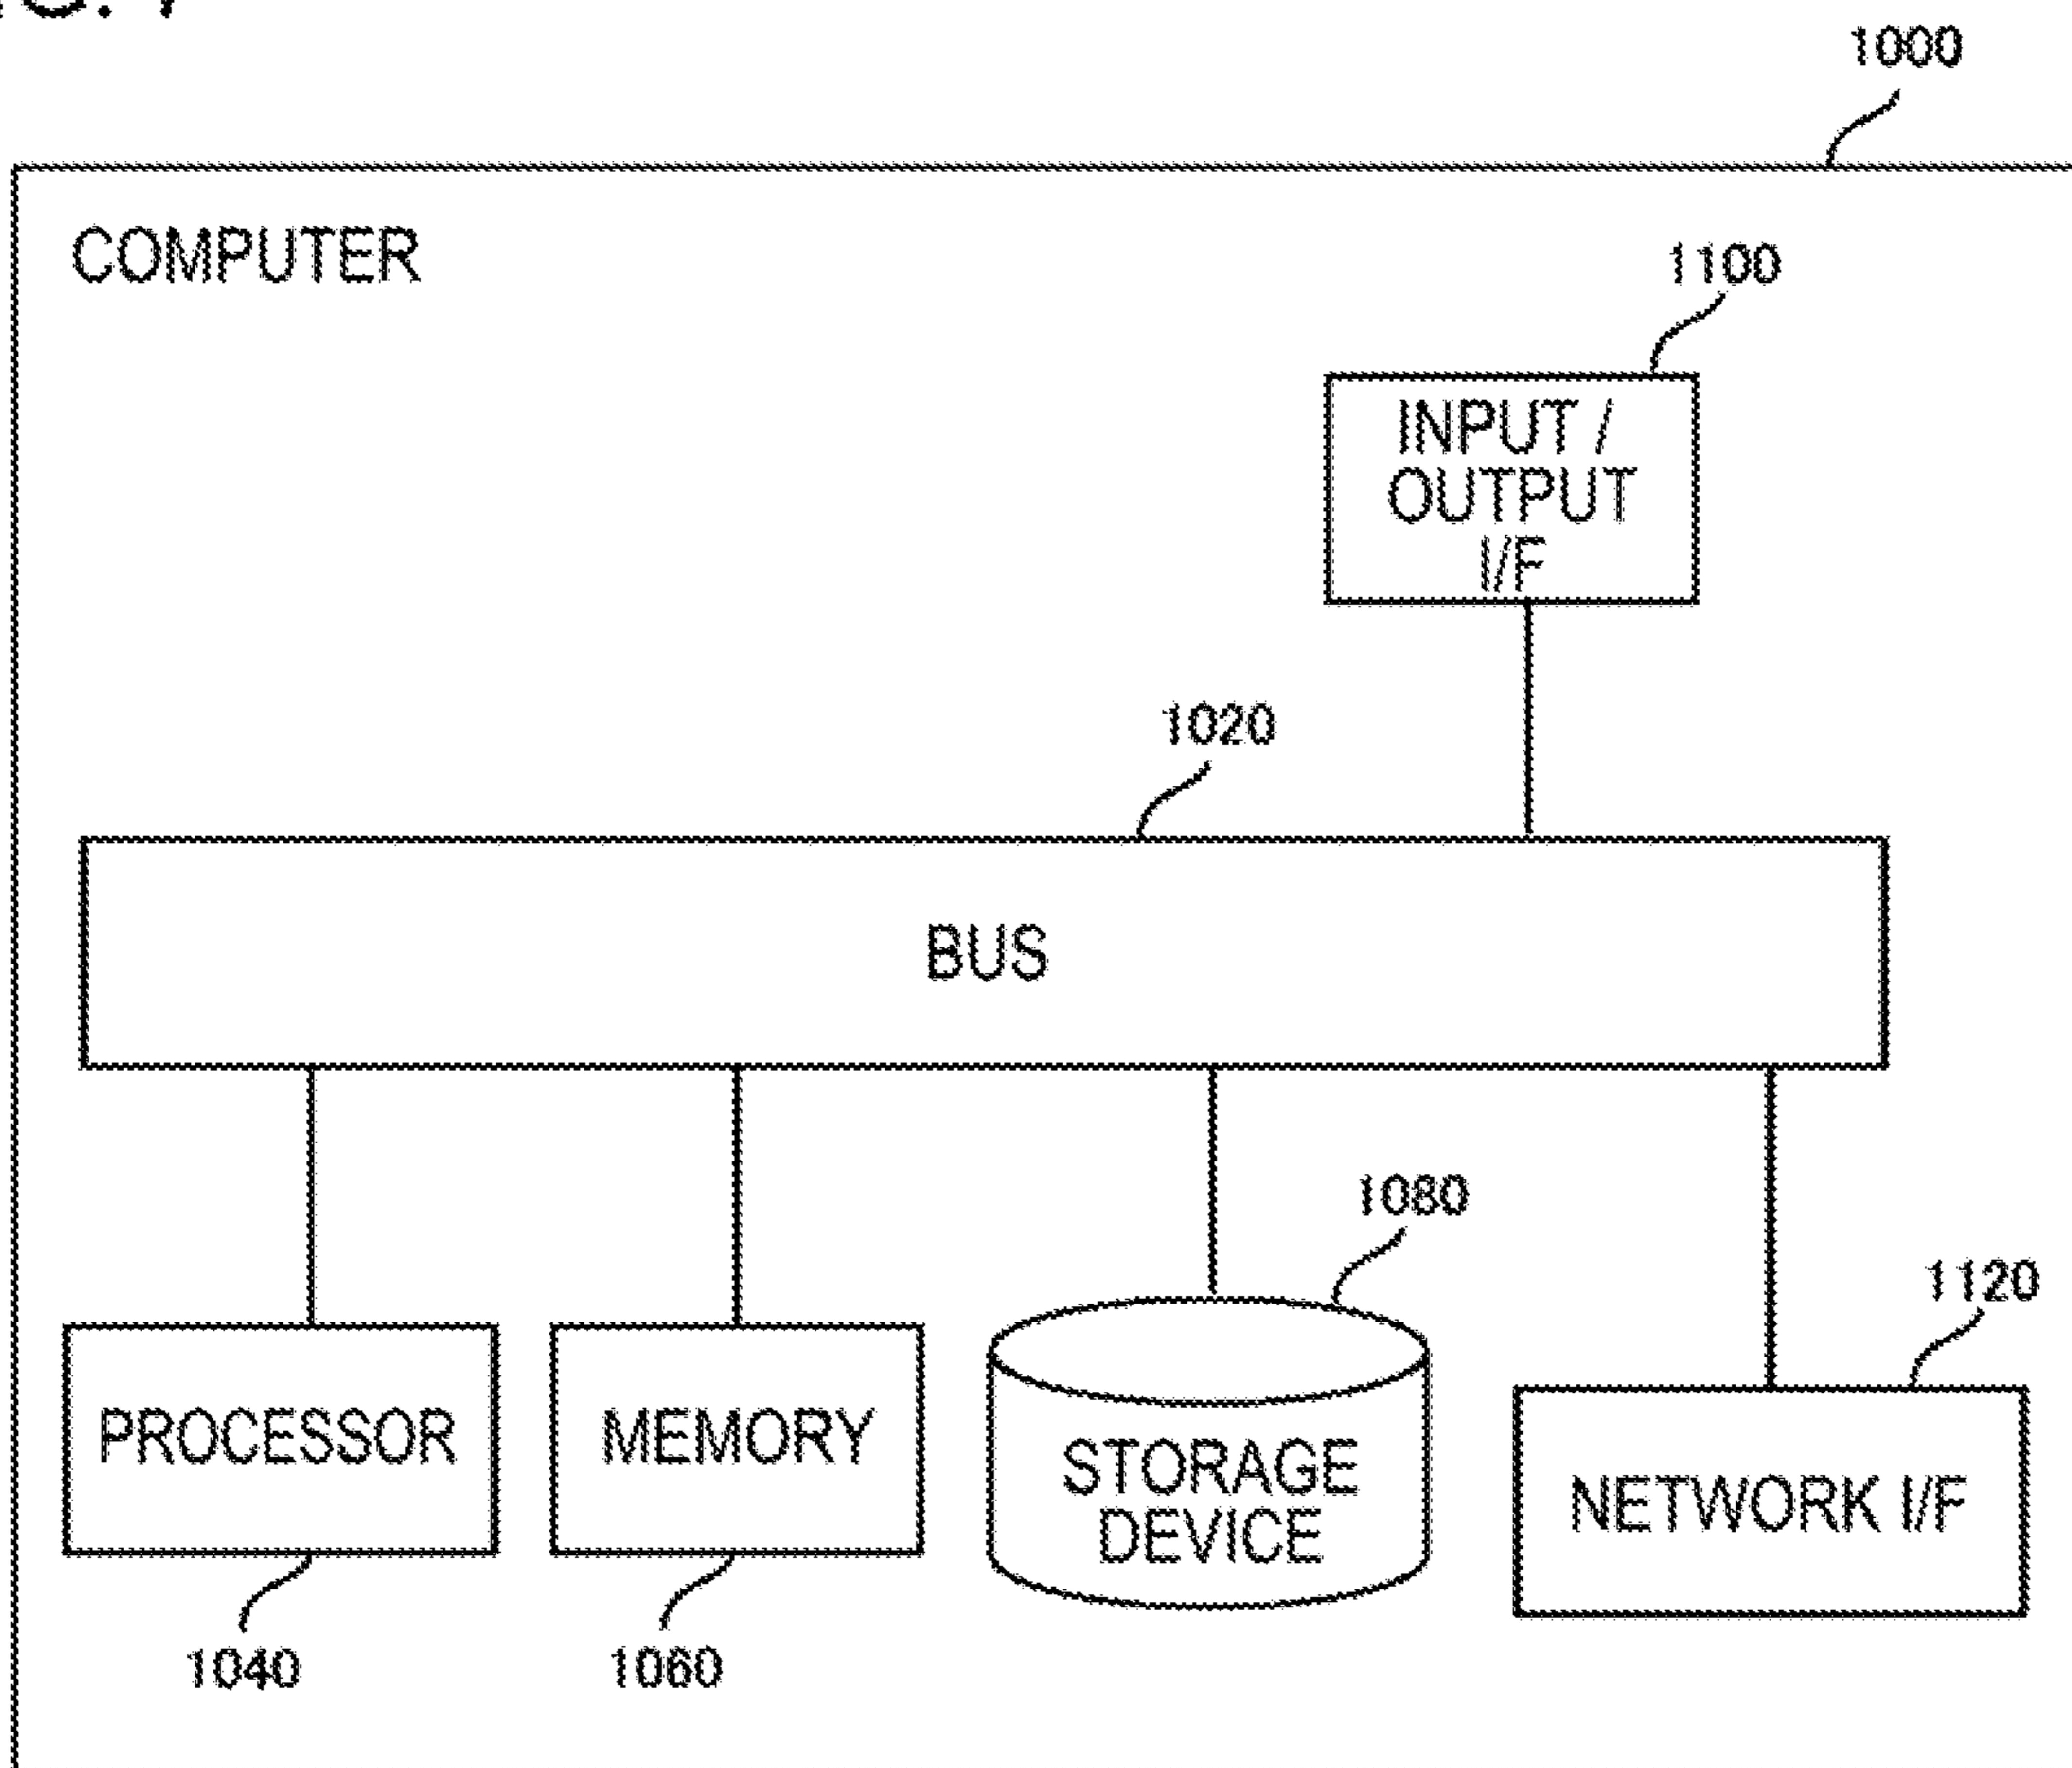 1000
COMPUTER
1100
INPUT /
OUTPUT
I/F
1020
BUS
1080
1120
PROCESSOR
MEMORY
STORAGE
DEVICE
NETWORK I/F
1040
1060